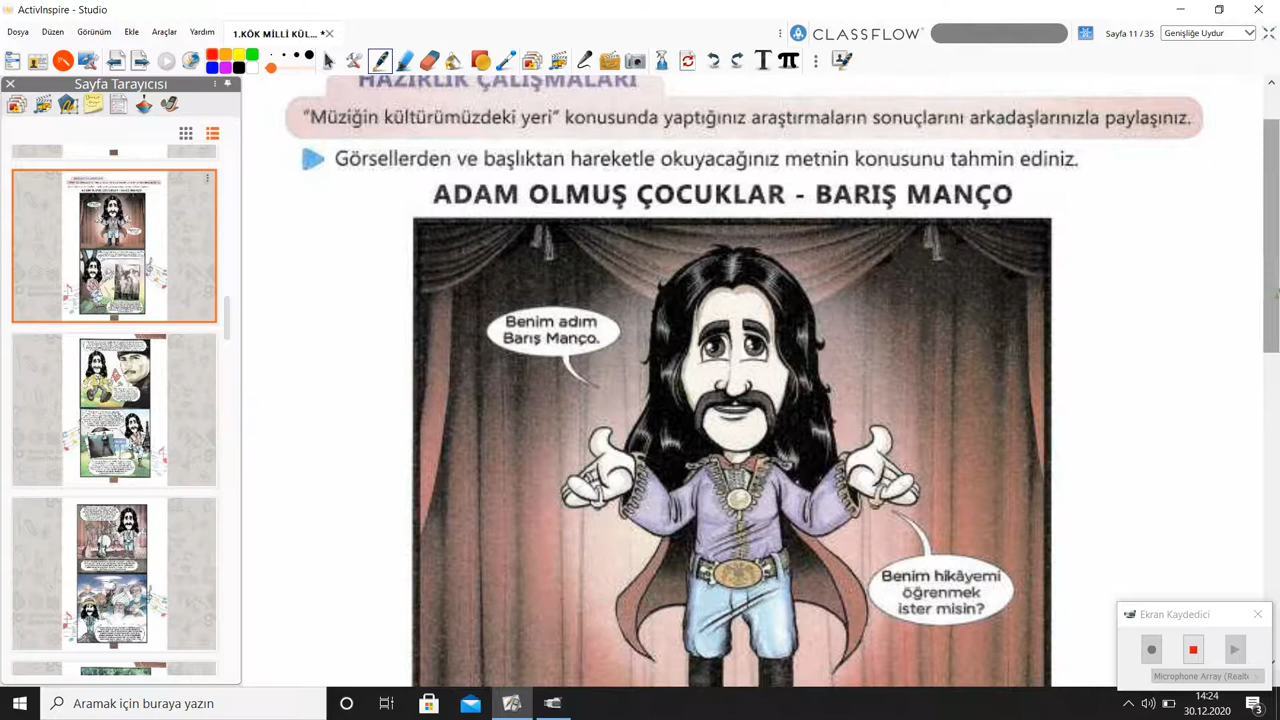 ActivInspire - Studio
Dosya Düzen Görünüm Ekle Araçlar Yardım
1.KÖK MİLLİ KÜL... *
CLASSFLOW
Sayfa 11 / 35
Genişliğe Uydur
Sayfa Tarayıcısı
HAZIRLIK ÇALIŞMALARI
"Müziğin kültürümüzdeki yeri" konusunda yaptığınız araştırmaların sonuçlarını arkadaşlarınızla paylaşınız.
Görsellerden ve başlıktan hareketle okuyacağınız metnin konusunu tahmin ediniz.
ADAM OLMUŞ ÇOCUKLAR - BARIŞ MANÇO
Benim adım
Barış Manço.
Benim hikâyemi
öğrenmek
ister misin?
Ekran Kaydedici
Microphone Array (Realte
Aramak için buraya yazın
14:24
30.12.2020
3